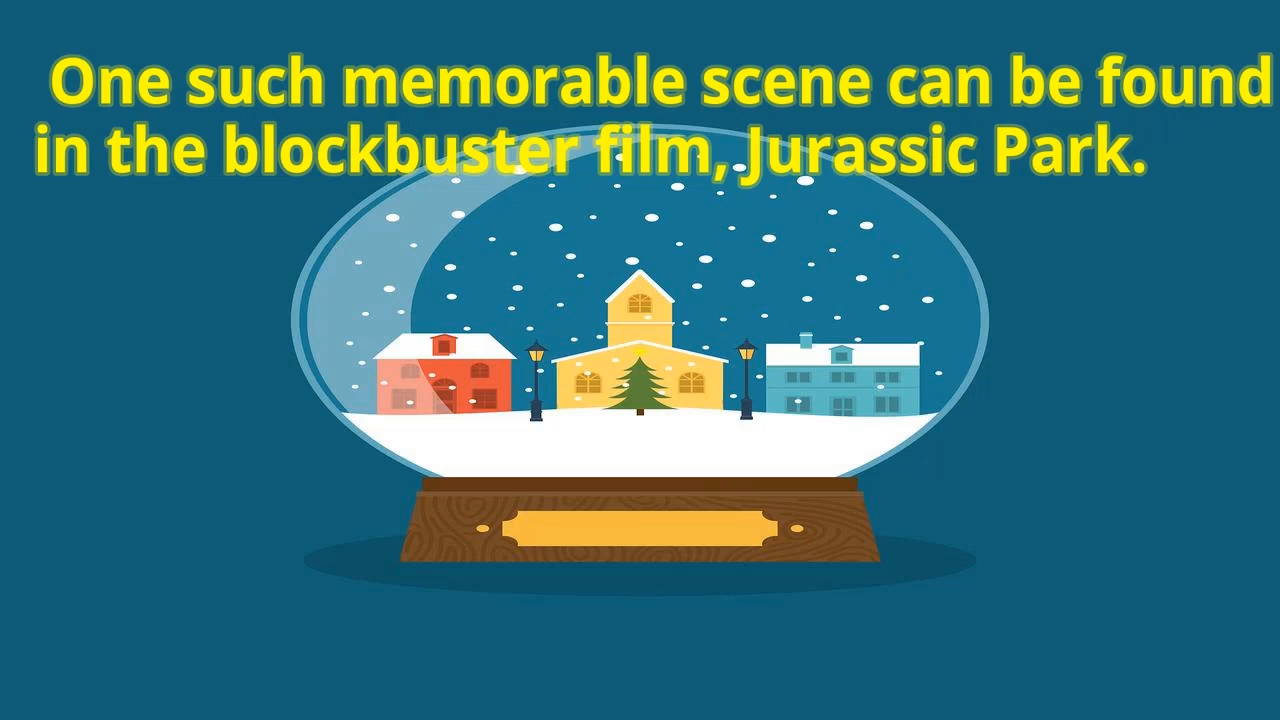 One such memorable scene can be found
in the blockbuster film, Jurassic Park.